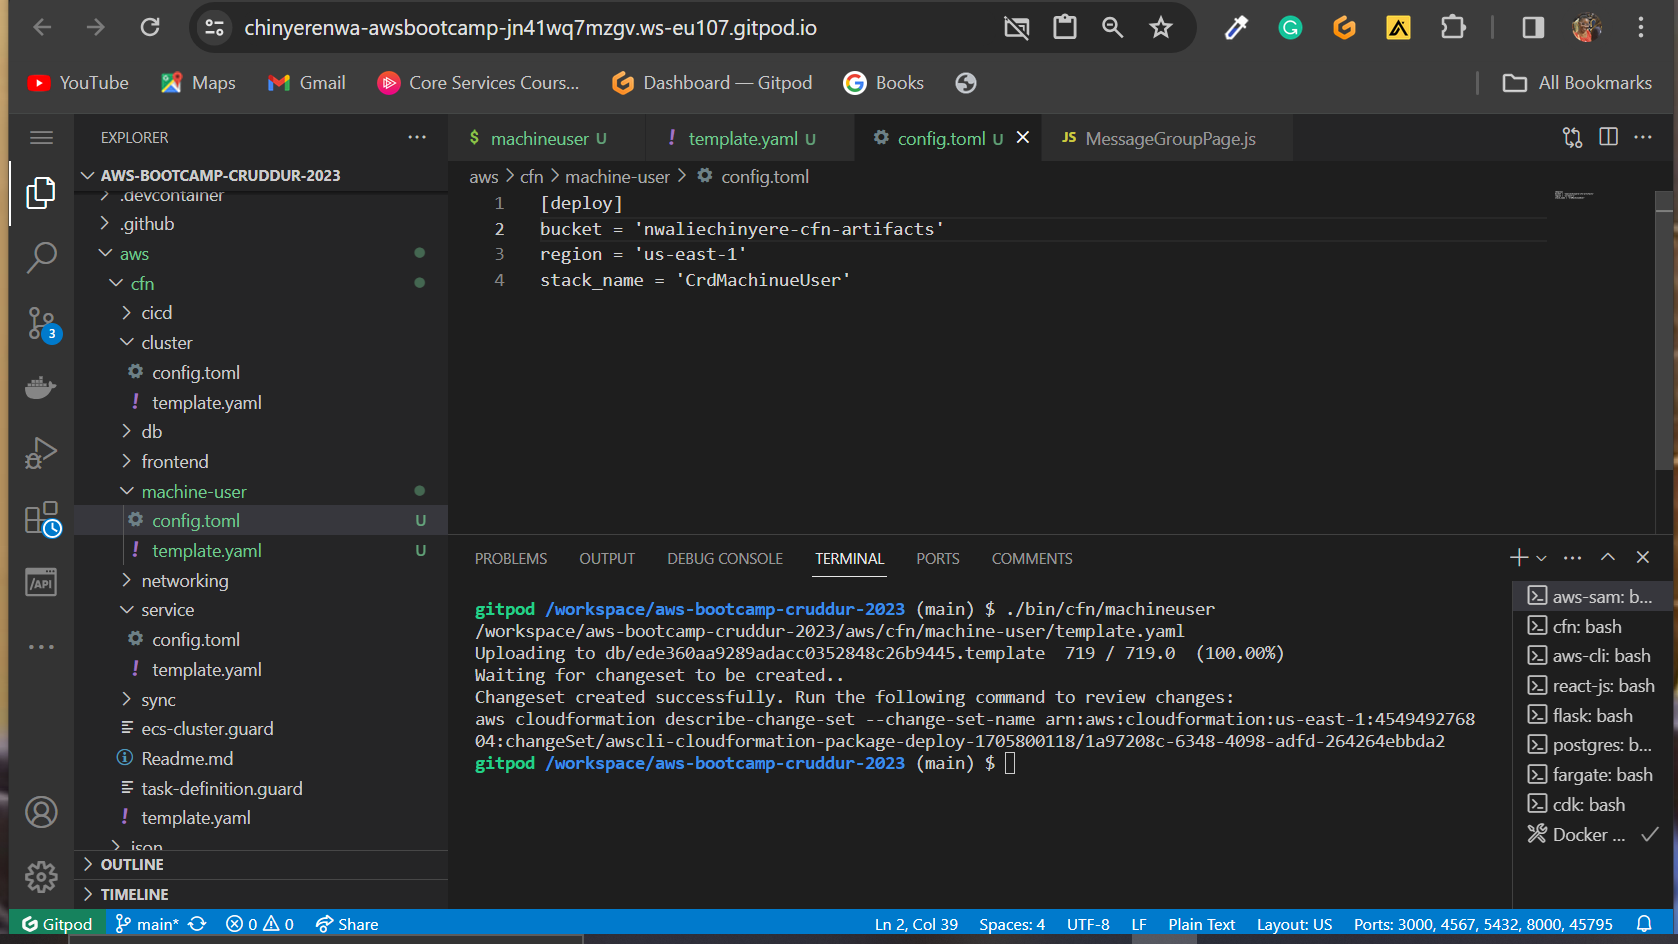 chinyerenwa-awsbootcamp-jn41wq7mzgv.ws-eu107.gitpod.io
YouTube Maps Gmail Core Services Cours... Dashboard — Gitpod Books All Bookmarks
EXPLORER
AWS-BOOTCAMP-CRUDDUR-2023
.devcontainer
.github
aws
cfn
cicd
cluster
config.toml
template.yaml
db
frontend
machine-user
config.toml U
template.yaml U
networking
service
config.toml
template.yaml
sync
ecs-cluster.guard
Readme.md
task-definition.guard
template.yaml
json
OUTLINE
TIMELINE
3
/API
$ machineuser U ! template.yaml U config.toml U JS MessageGroupPage.js
aws > cfn > machine-user > config.toml
1 [deploy]
2 bucket = 'nwaliechinyere-cfn-artifacts'
3 region = 'us-east-1'
4 stack_name = 'CrdMachinueUser'
PROBLEMS OUTPUT DEBUG CONSOLE TERMINAL PORTS COMMENTS
gitpod /workspace/aws-bootcamp-cruddur-2023 (main) $ ./bin/cfn/machineuser
/workspace/aws-bootcamp-cruddur-2023/aws/cfn/machine-user/template.yaml
Uploading to db/ede360aa9289adacc0352848c26b9445.template 719 / 719.0 (100.00%)
Waiting for changeset to be created..
Changeset created successfully. Run the following command to review changes:
aws cloudformation describe-change-set --change-set-name arn:aws:cloudformation:us-east-1:4549492768
04:changeSet/awscli-cloudformation-package-deploy-1705800118/1a97208c-6348-4098-adfd-264264ebbda2
gitpod /workspace/aws-bootcamp-cruddur-2023 (main) $
aws-sam: b...
cfn: bash
aws-cli: bash
react-js: bash
flask: bash
postgres: b...
fargate: bash
cdk: bash
Docker ...
Gitpod main* 0 0 Share Ln 2, Col 39 Spaces: 4 UTF-8 LF Plain Text Layout: US Ports: 3000, 4567, 5432, 8000, 45795